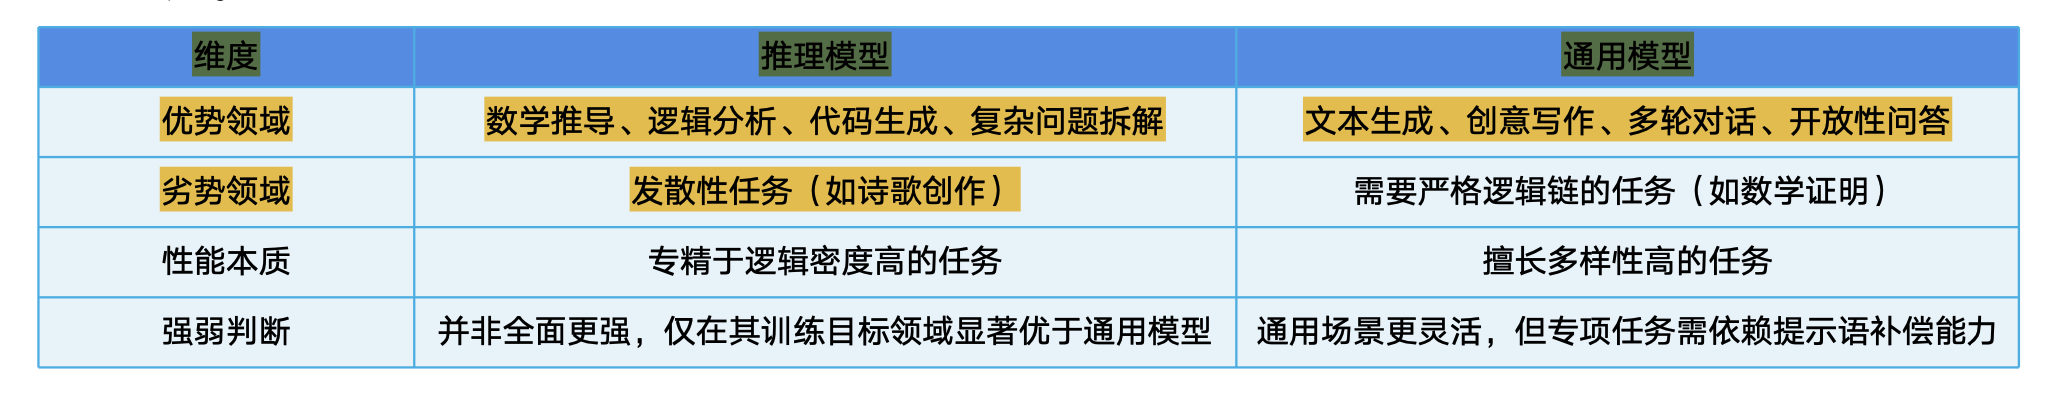 维度 推理模型 通用模型
优势领域 数学推导、逻辑分析、代码生成、复杂问题拆解 文本生成、创意写作、多轮对话、开放性问答
劣势领域 发散性任务（如诗歌创作） 需要严格逻辑链的任务（如数学证明）
性能本质 专精于逻辑密度高的任务 擅长多样性高的任务
强弱判断 并非全面更强，仅在其训练目标领域显著优于通用模型 通用场景更灵活，但专项任务需依赖提示语补偿能力